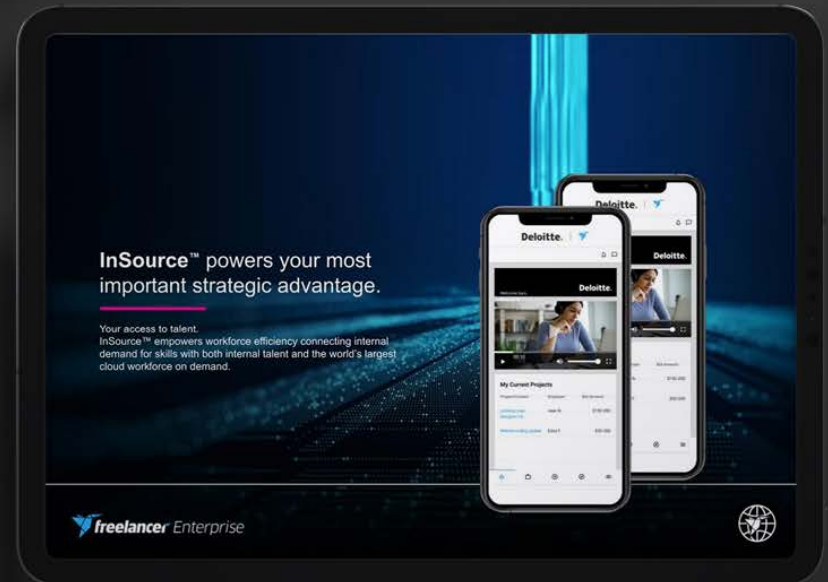 InSource™ powers your most
important strategic advantage.
Your access to talent.
InSource™ empowers workforce efficiency connecting internal
demand for skills with both internal talent and the world's largest
cloud workforce on demand.
freelancer Enterprise
Deloitte.
Deloitte.
My Current Projects
Deloitte.
Deloitte.